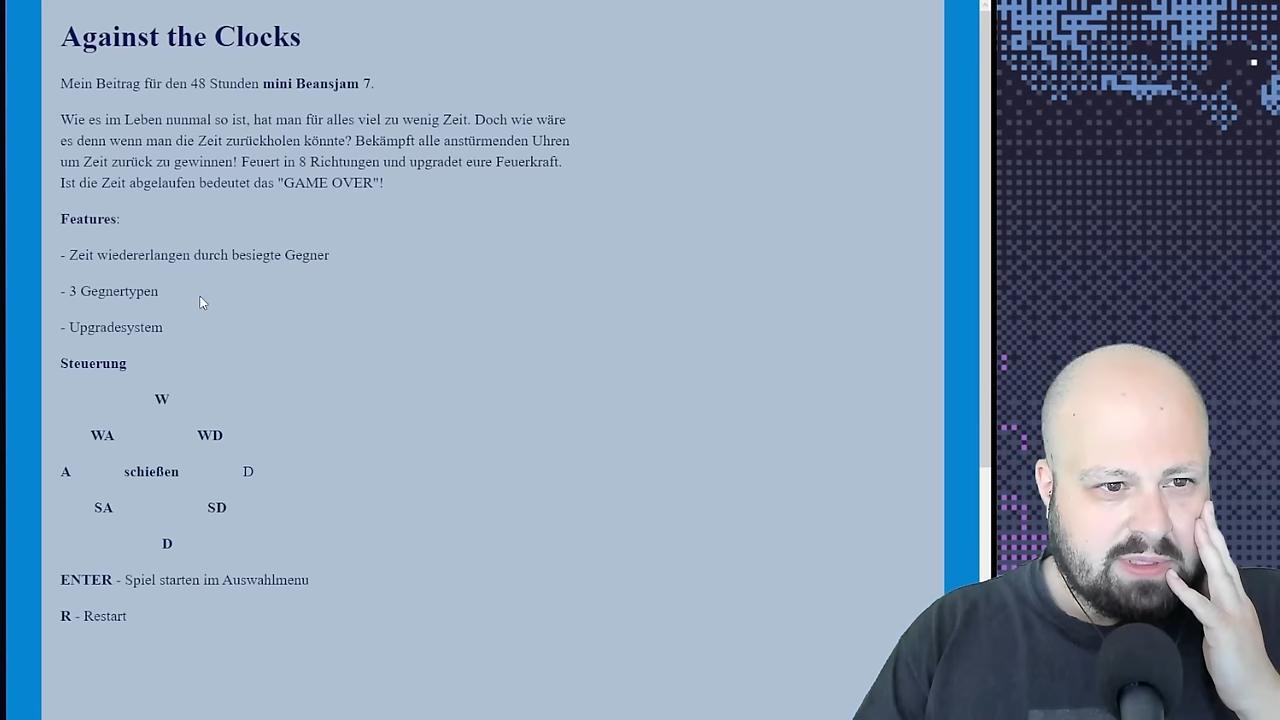 Against the Clocks
Mein Beitrag für den 48 Stunden mini Beansjam 7.
Wie es im Leben nunmal so ist, hat man für alles viel zu wenig Zeit. Doch wie wäre
es denn wenn man die Zeit zurückholen könnte? Bekämpft alle anstürmenden Uhren
um Zeit zurück zu gewinnen! Feuert in 8 Richtungen und upgradet eure Feuerkraft.
Ist die Zeit abgelaufen bedeutet das "GAME OVER"!
Features:
- Zeit wiedererlangen durch besiegte Gegner
- 3 Gegnertypen
- Upgradesystem
Steuerung
W
WA WD
A schießen D
SA SD
D
ENTER - Spiel starten im Auswahlmenu
R - Restart